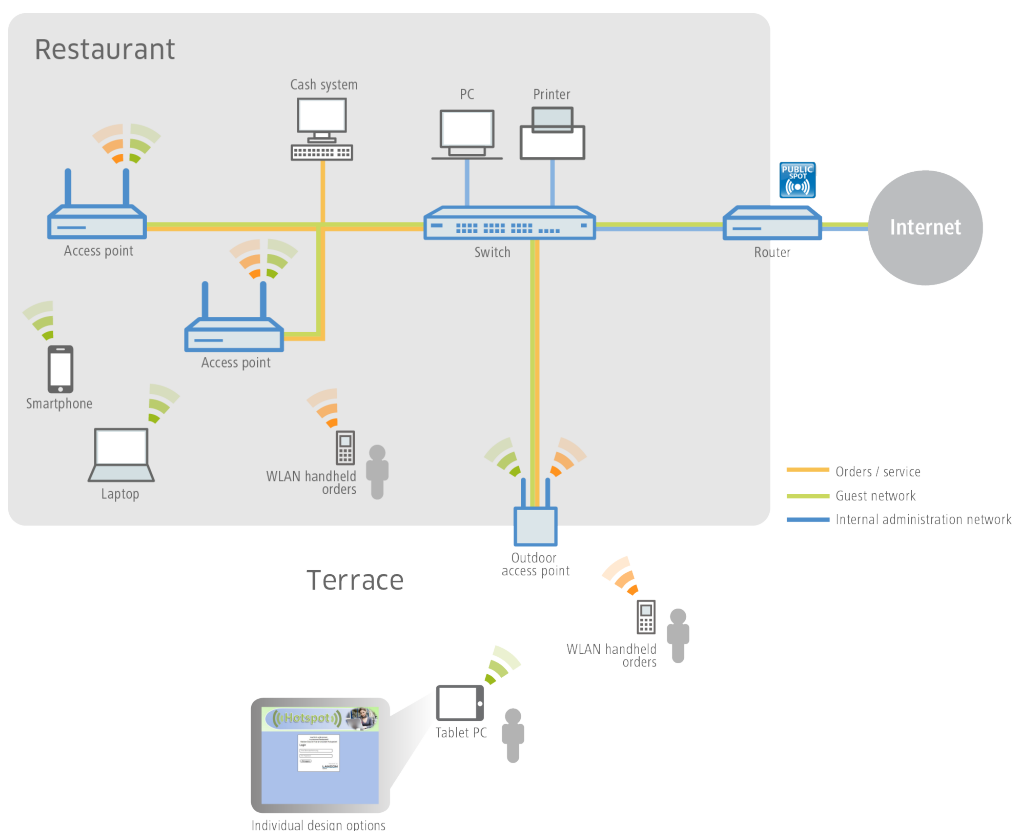 Restaurant
Cash system
PC
Printer
PUBLIC
SPOT
Internet
Access point
Switch
Router
Access point
Smartphone
Laptop
WLAN handheld
orders
Orders / service
Guest network
Internal administration network
Outdoor
access point
Terrace
WLAN handheld
orders
Tablet PC
Hotspot
Login
Individual design options